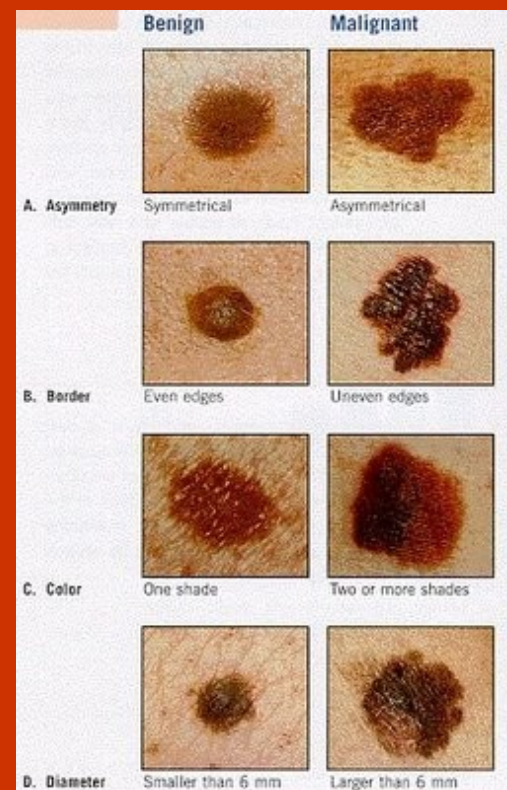 Benign Malignant
A. Asymmetry Symmetrical Asymmetrical
B. Border Even edges Uneven edges
C. Color One shade Two or more shades
D. Diameter Smaller than 6 mm Larger than 6 mm